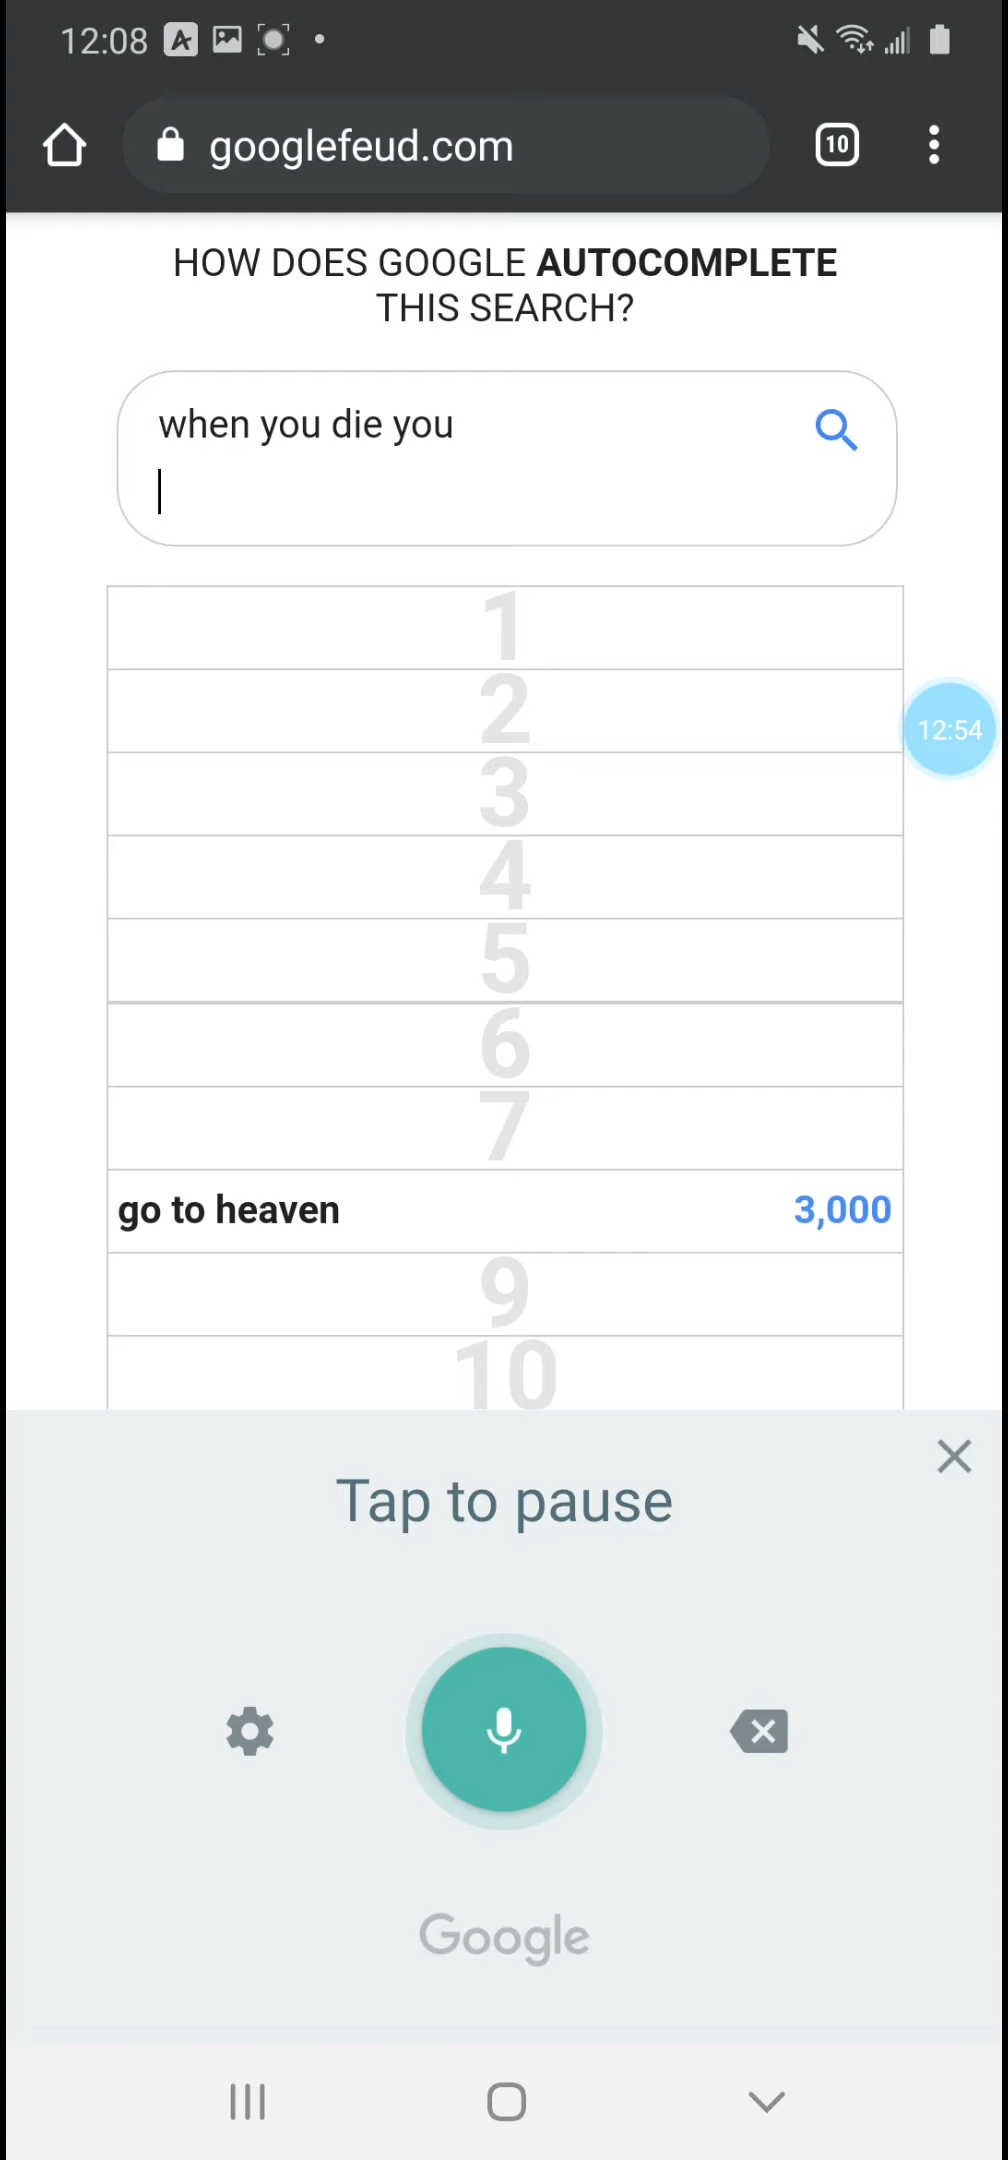 12:08
googlefeud.com
10
HOW DOES GOOGLE AUTOCOMPLETE
THIS SEARCH?
when you die you
1
2
12:54
3
4
5
6
7
go to heaven 3,000
9
10
Tap to pause
Google